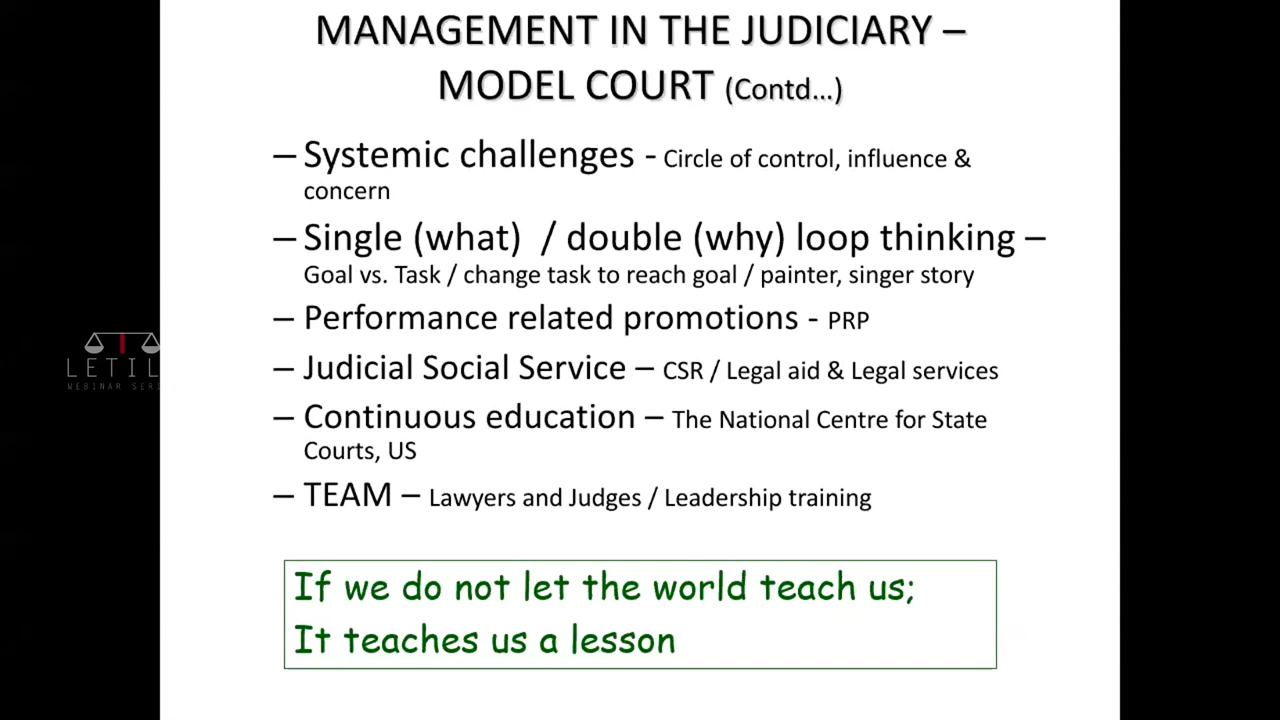 MANAGEMENT IN THE JUDICIARY –
MODEL COURT (Contd…)
– Systemic challenges - Circle of control, influence &
concern
– Single (what) / double (why) loop thinking –
Goal vs. Task / change task to reach goal / painter, singer story
– Performance related promotions - PRP
– Judicial Social Service – CSR / Legal aid & Legal services
– Continuous education – The National Centre for State
Courts, US
– TEAM – Lawyers and Judges / Leadership training
If we do not let the world teach us;
It teaches us a lesson
LETIL
WEBINAR SERI